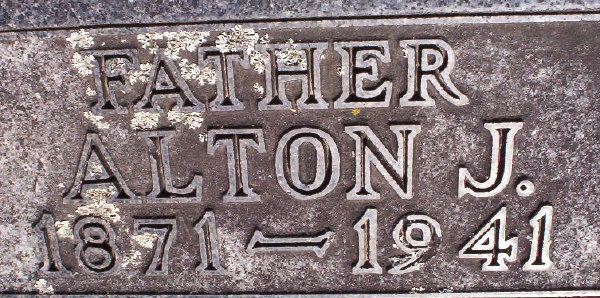 FATHER
ALTON J.
1871 — 1941